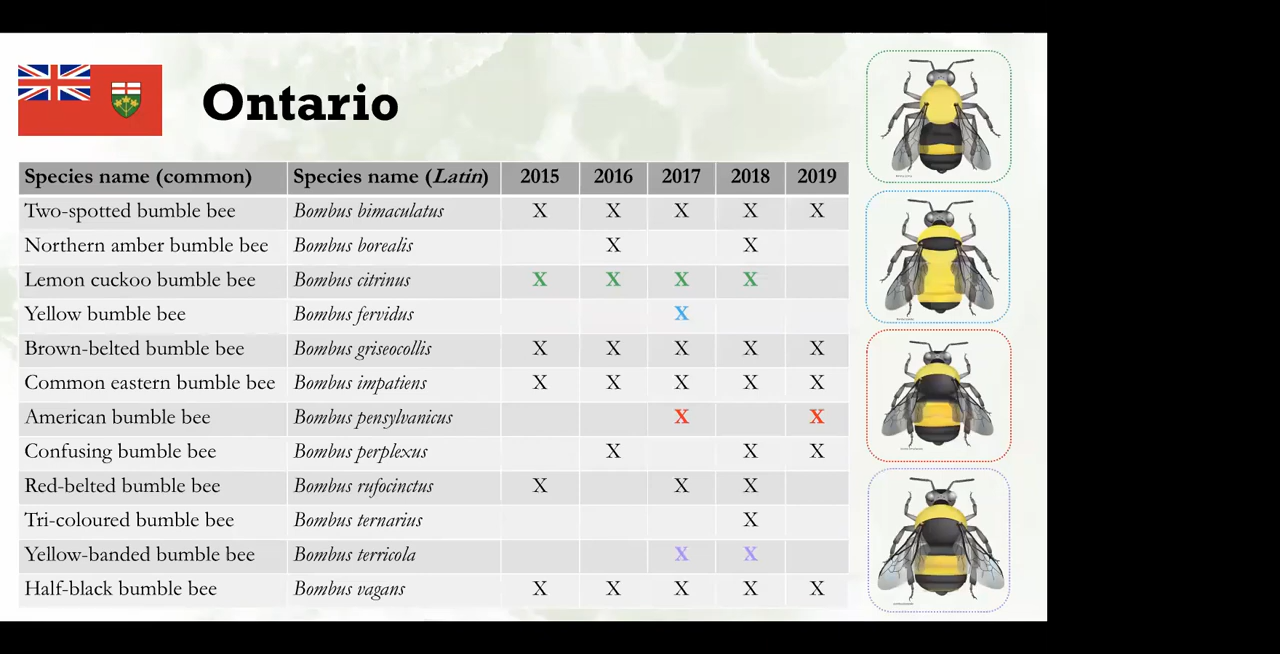 Ontario
Species name (common) Species name (Latin) 2015 2016 2017 2018 2019
Two-spotted bumble bee Bombus bimaculatus X X X X X
Northern amber bumble bee Bombus borealis X X
Lemon cuckoo bumble bee Bombus citrinus X X X X
Yellow bumble bee Bombus fervidus X
Brown-belted bumble bee Bombus griseocollis X X X X X
Common eastern bumble bee Bombus impatiens X X X X X
American bumble bee Bombus pensylvanicus X X
Confusing bumble bee Bombus perplexus X X X
Red-belted bumble bee Bombus rufocinctus X X X
Tri-coloured bumble bee Bombus ternarius X
Yellow-banded bumble bee Bombus terricola X X
Half-black bumble bee Bombus vagans X X X X X